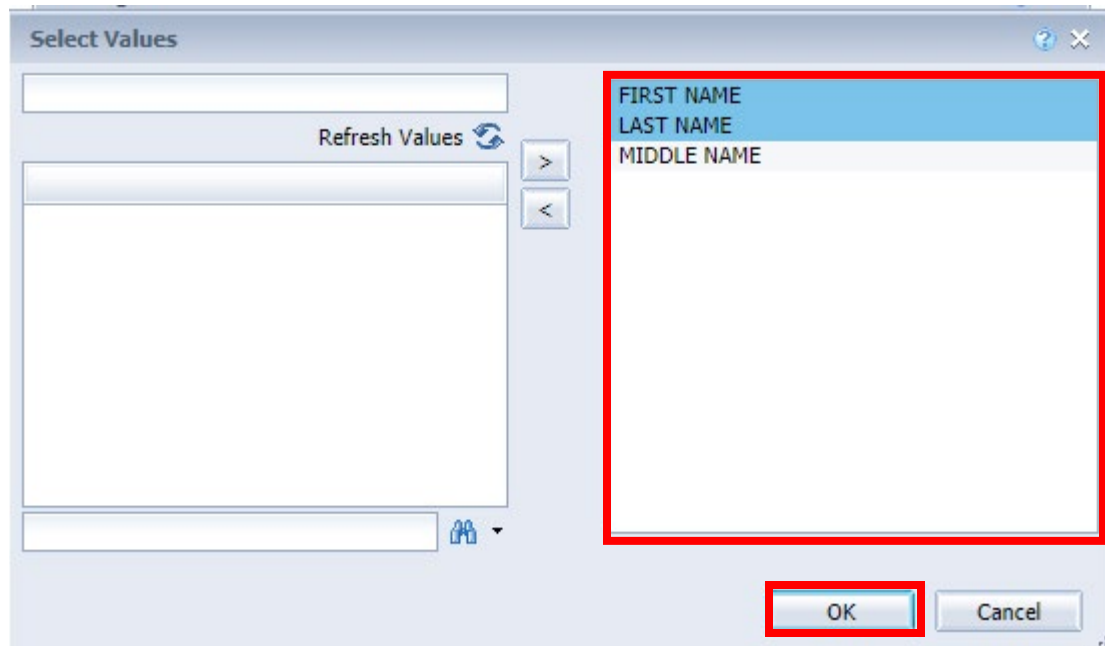 Select Values
Refresh Values
>
<
FIRST NAME
LAST NAME
MIDDLE NAME
OK
Cancel